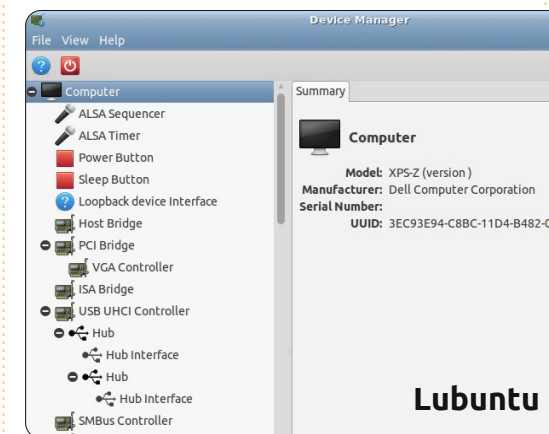 Device Manager
File View Help
Computer
ALSA Sequencer
ALSA Timer
Power Button
Sleep Button
Loopback device Interface
Host Bridge
PCI Bridge
VGA Controller
ISA Bridge
USB UHCI Controller
Hub
Hub Interface
Hub
Hub Interface
SMBus Controller
Summary
Computer
Model: XPS-Z (version )
Manufacturer: Dell Computer Corporation
Serial Number:
UUID: 3EC93E94-C8BC-11D4-B482-
Lubuntu